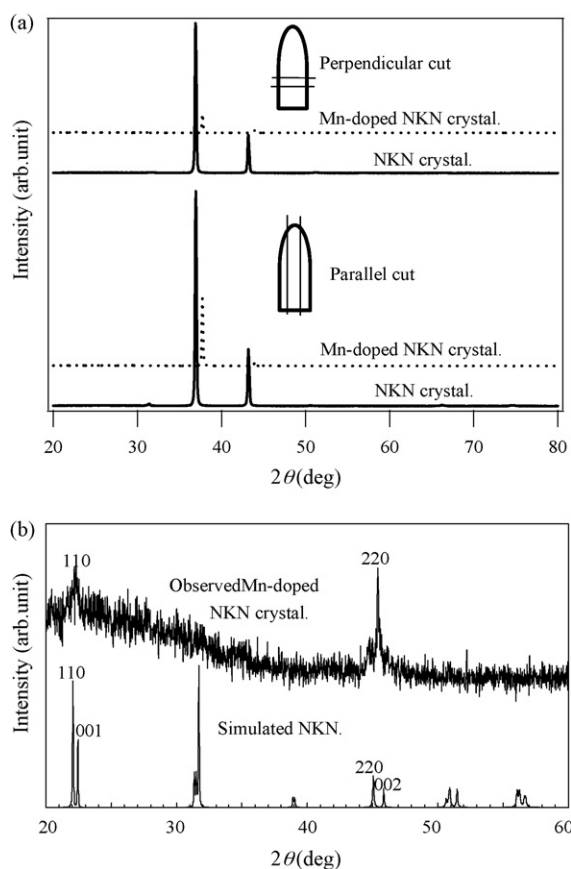 (a)
Perpendicular cut
Mn-doped NKN crystal.
NKN crystal.
Parallel cut
Mn-doped NKN crystal.
NKN crystal.
Intensity (arb.unit)
20 30 40 50 60 70 80
2θ(deg)
(b)
110
220
ObservedMn-doped
NKN crystal.
110
001
Simulated NKN.
220
002
Intensity (arb.unit)
20 30 40 50 60
2θ(deg)